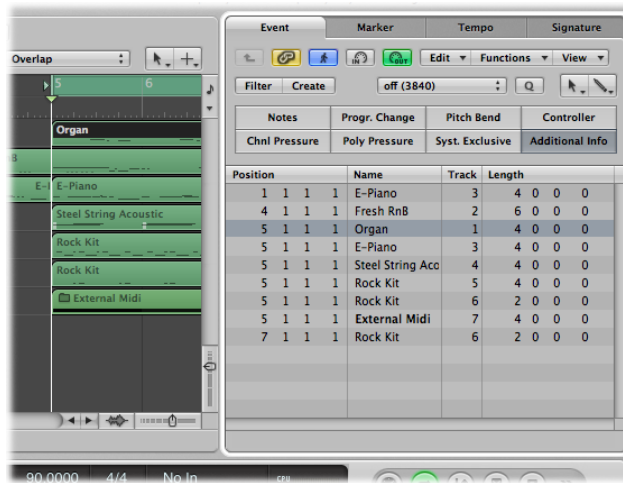 Event Marker Tempo Signature
Overlap
IN OUT Edit Functions View
5 6
Filter Create off (3840) Q
Notes Progr. Change Pitch Bend Controller
Chnl Pressure Poly Pressure Syst. Exclusive Additional Info
Organ
E-Piano
Steel String Acoustic
Rock Kit
Rock Kit
External Midi
Position Name Track Length
1 1 1 1 E-Piano 3 4 0 0 0
4 1 1 1 Fresh RnB 2 6 0 0 0
5 1 1 1 Organ 1 4 0 0 0
5 1 1 1 E-Piano 3 4 0 0 0
5 1 1 1 Steel String Aco 4 4 0 0 0
5 1 1 1 Rock Kit 5 4 0 0 0
5 1 1 1 Rock Kit 6 2 0 0 0
5 1 1 1 External Midi 7 4 0 0 0
7 1 1 1 Rock Kit 6 2 0 0 0
90.0000 4/4 No In CPU